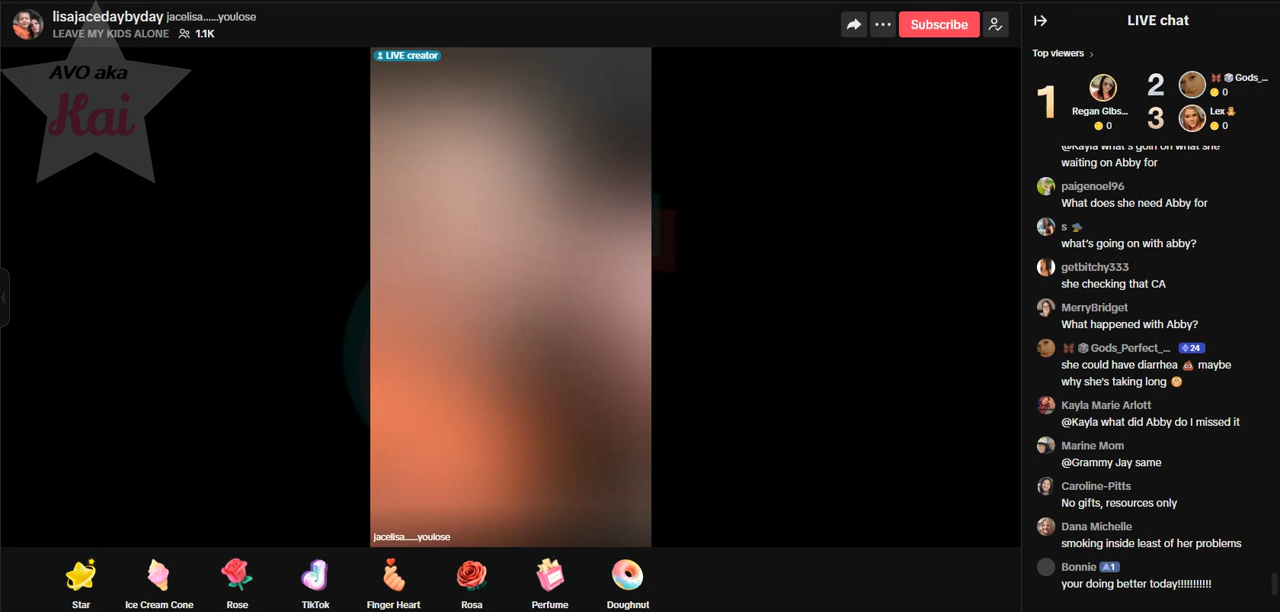 lisajacedaybyday jacelisa......youlose
LEAVE MY KIDS ALONE 1.1K
Subscribe
AVO aka
Kai
LIVE creator
jacelisa......youlose
Star
Ice Cream Cone
Rose
TikTok
Finger Heart
Rosa
Perfume
Doughnut
LIVE chat
Top viewers
1
Regan GIbs...
0
2
Gods_...
0
3
Lex
0
@Kayla what's goin on what she
waiting on Abby for
paigenoel96
What does she need Abby for
s
what's going on with abby?
getbitchy333
she checking that CA
MerryBridget
What happened with Abby?
Gods_Perfect_... 24
she could have diarrhea 💩 maybe
why she's taking long
Kayla Marie Arlott
@Kayla what did Abby do I missed it
Marine Mom
@Grammy Jay same
Caroline-Pitts
No gifts, resources only
Dana Michelle
smoking inside least of her problems
Bonnie 1
your doing better today!!!!!!!!!!!